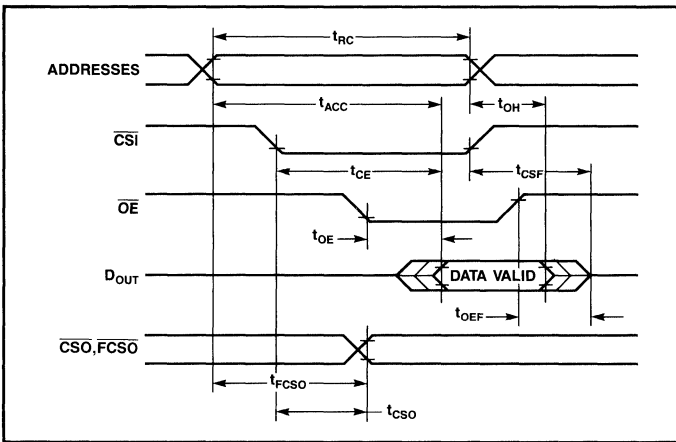 tRC
ADDRESSES
tACC
tOH
CSI
tCE
tCSF
OE
tOE
DOUT
DATA VALID
tOEF
CSO,FCSO
tFCSO
tCSO